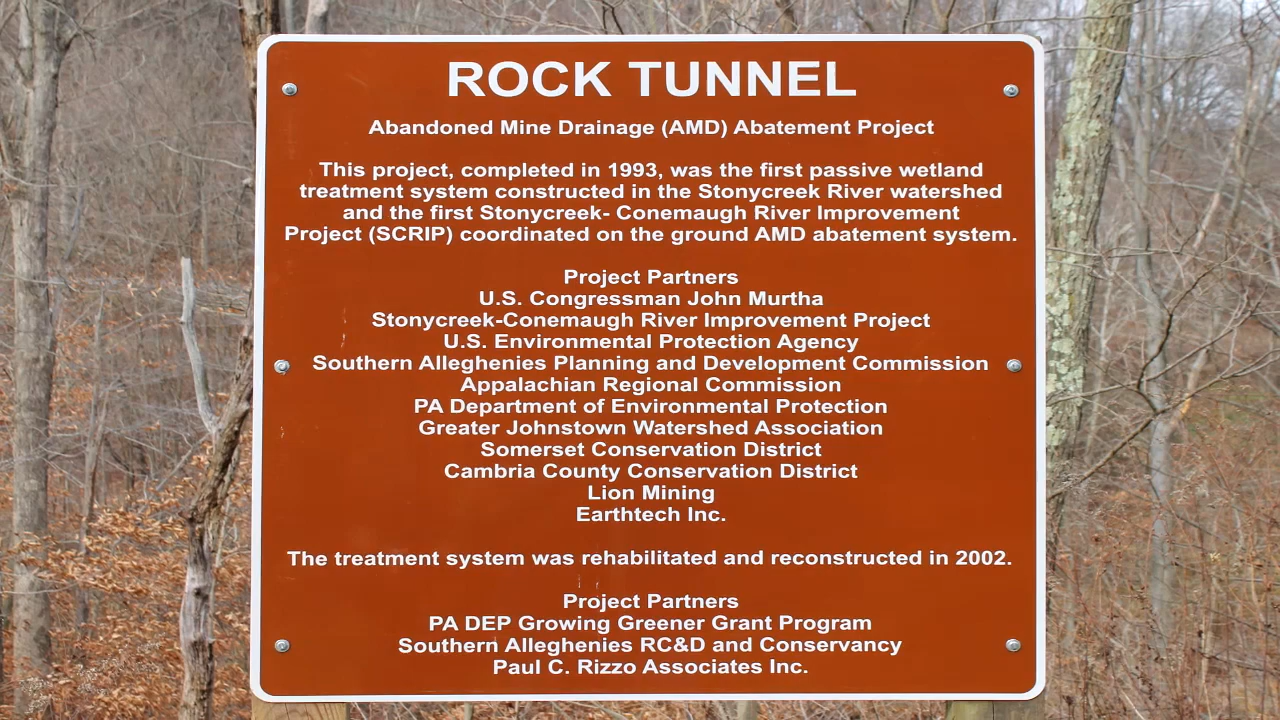 ROCK TUNNEL
Abandoned Mine Drainage (AMD) Abatement Project
This project, completed in 1993, was the first passive wetland
treatment system constructed in the Stonycreek River watershed
and the first Stonycreek- Conemaugh River Improvement
Project (SCRIP) coordinated on the ground AMD abatement system.
Project Partners
U.S. Congressman John Murtha
Stonycreek-Conemaugh River Improvement Project
U.S. Environmental Protection Agency
Southern Alleghenies Planning and Development Commission
Appalachian Regional Commission
PA Department of Environmental Protection
Greater Johnstown Watershed Association
Somerset Conservation District
Cambria County Conservation District
Lion Mining
Earthtech Inc.
The treatment system was rehabilitated and reconstructed in 2002.
Project Partners
PA DEP Growing Greener Grant Program
Southern Alleghenies RC&D and Conservancy
Paul C. Rizzo Associates Inc.